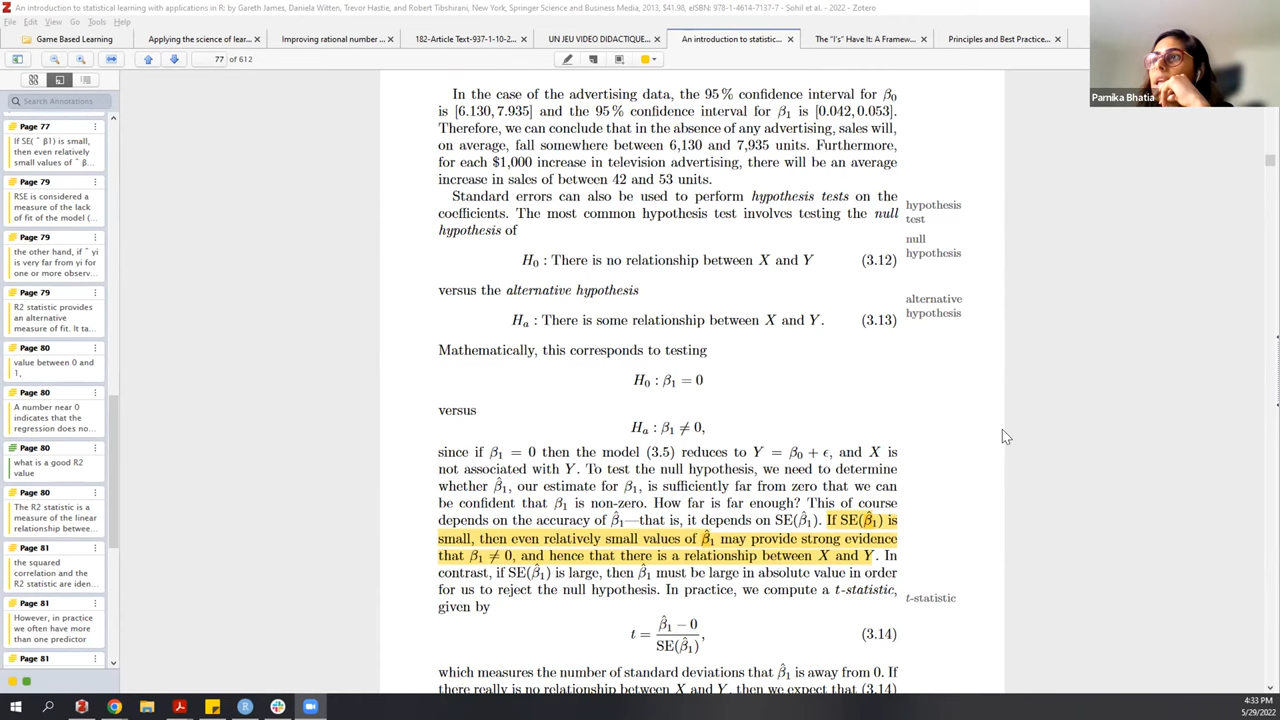 An introduction to statistical learning with applications in R: by Gareth James, Daniela Witten, Trevor Hastie, and Robert Tibshirani, New York, Springer Science and Business Media, 2013, $41.98, eISBN: 978-1-4614-7137-7 - Sohil et al. - 2022 - Zotero
File Edit View Go Tools Help
Game Based Learning
Applying the science of lear...
Improving rational number ...
182-Article Text-937-1-10-2...
UN JEU VIDEO DIDACTIQUE...
An introduction to statistic...
The “I's” Have It: A Framew...
Principles and Best Practice...
77 of 612
Search Annotations
Page 77
If SE( ˆ β1) is small,
then even relatively
small values of ˆ β...
Page 79
RSE is considered a
measure of the lack
of fit of the model (...
Page 79
the other hand, if ˆ yi
is very far from yi for
one or more observ...
Page 79
R2 statistic provides
an alternative
measure of fit. It ta...
Page 80
value between 0 and
1,
Page 80
A number near 0
indicates that the
regression does no...
Page 80
what is a good R2
value
Page 80
The R2 statistic is a
measure of the linear
relationship betwee...
Page 81
the squared
correlation and the
R2 statistic are iden...
Page 81
However, in practice
we often have more
than one predictor
Page 81
In the case of the advertising data, the 95 % confidence interval for β0
is [6.130, 7.935] and the 95 % confidence interval for β1 is [0.042, 0.053].
Therefore, we can conclude that in the absence of any advertising, sales will,
on average, fall somewhere between 6,130 and 7,935 units. Furthermore,
for each $1,000 increase in television advertising, there will be an average
increase in sales of between 42 and 53 units.
Standard errors can also be used to perform hypothesis tests on the
coefficients. The most common hypothesis test involves testing the null
hypothesis of
hypothesis
test
null
hypothesis
H0 : There is no relationship between X and Y (3.12)
versus the alternative hypothesis
alternative
hypothesis
Ha : There is some relationship between X and Y. (3.13)
Mathematically, this corresponds to testing
H0 : β1 = 0
versus
Ha : β1 ≠ 0,
since if β1 = 0 then the model (3.5) reduces to Y = β0 + ϵ, and X is
not associated with Y. To test the null hypothesis, we need to determine
whether β̂1, our estimate for β1, is sufficiently far from zero that we can
be confident that β1 is non-zero. How far is far enough? This of course
depends on the accuracy of β̂1—that is, it depends on SE(β̂1). If SE(β̂1) is
small, then even relatively small values of β̂1 may provide strong evidence
that β1 ≠ 0, and hence that there is a relationship between X and Y. In
contrast, if SE(β̂1) is large, then β̂1 must be large in absolute value in order
for us to reject the null hypothesis. In practice, we compute a t-statistic,
t-statistic
given by
t = β̂1 − 0 / SE(β̂1), (3.14)
which measures the number of standard deviations that β̂1 is away from 0. If
there really is no relationship between X and Y, then we expect that (3.14)
Pamika Bhatia
4:33 PM
5/29/2022